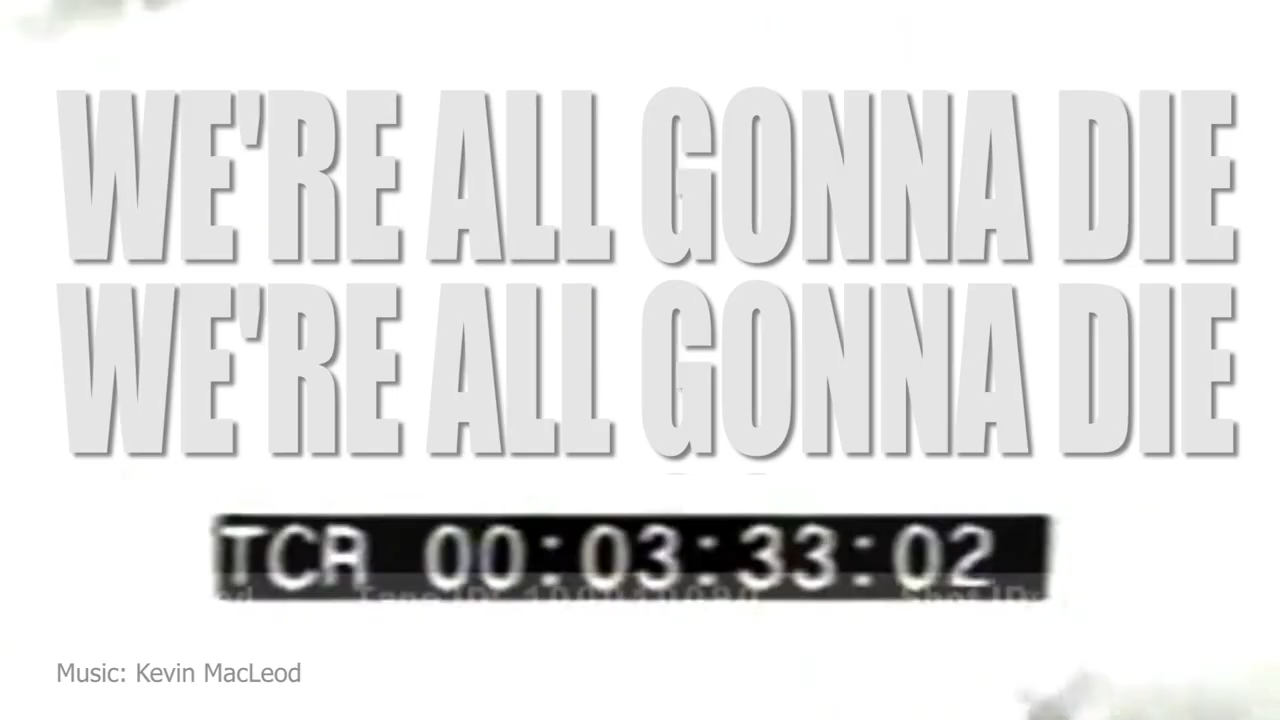 WE'RE ALL GONNA DIE
WE'RE ALL GONNA DIE
TCR 00:03:33:02
Music: Kevin MacLeod